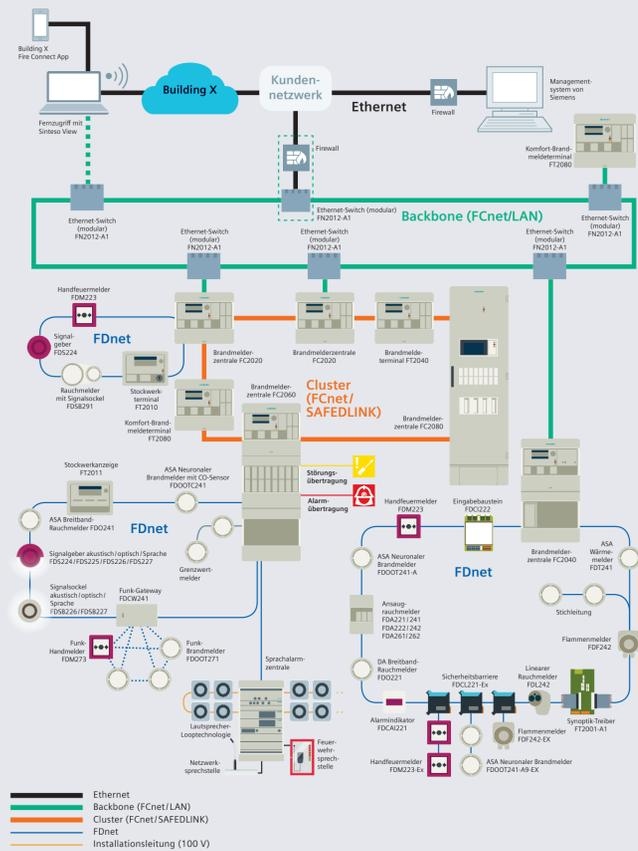 Building X
Fire Connect App
Building X
Kunden-
netzwerk
Ethernet
Firewall
Management-
system von
Siemens
Fernzugriff mit
Sinteso View
Firewall
Komfort-Brand-
meldeterminal
FT2080
Ethernet-Switch
(modular)
FN2012-A1
Ethernet-Switch (modular)
FN2012-A1
Backbone (FCnet/LAN)
Ethernet-Switch
(modular)
FN2012-A1
Ethernet-Switch
(modular)
FN2012-A1
Ethernet-Switch
(modular)
FN2012-A1
Ethernet-Switch
(modular)
FN2012-A1
Handfeuermelder
FDM223
Signal-
geber
FDS224
FDnet
Rauchmelder
mit Signalsockel
FDSB291
Stockwerk-
terminal
FT2010
Brandmelder-
zentrale FC2020
Brandmelderzentrale
FC2020
Brandmelde-
terminal FT2040
Komfort-Brand-
meldeterminal
FT2080
Brandmelder-
zentrale FC2060
Cluster
(FCnet/
SAFEDLINK)
Brandmelder-
zentrale FC2080
Stockwerkanzeige
FT2011
ASA Neuronaler
Brandmelder mit CO-Sensor
FDOOTC241
Störungs-
übertragung
Alarm-
übertragung
ASA Breitband-
Rauchmelder FDO241
FDnet
Signalgeber akustisch/optisch/Sprache
FDS224/FDS225/FDS226/FDS227
Grenzwert-
melder
Signalsockel
akustisch/optisch/
Sprache
FDSB226/FDSB227
Funk-Gateway
FDCW241
Funk-
Handmelder
FDM273
Funk-
Brandmelder
FDOOT271
Sprachalarm-
zentrale
Lautsprecher-
Looptechnologie
Netzwerk-
sprechstelle
Feuer-
wehr-
sprech-
stelle
Handfeuermelder
FDM223
Eingabebaustein
FDCI222
ASA Neuronaler
Brandmelder
FDOOT241-A
FDnet
Brandmelder-
zentrale FC2040
ASA
Wärme-
melder
FDT241
Ansaug-
rauchmelder
FDA221/241
FDA222/242
FDA261/262
Stichleitung
Flammenmelder
FDF242
DA Breitband-
Rauchmelder
FDO221
Sicherheitsbarriere
FDCL221-Ex
Linearer
Rauchmelder
FDL242
Alarmindikator
FDCAI221
Flammenmelder
FDF242-EX
Synoptik-Treiber
FT2001-A1
Handfeuermelder
FDM223-Ex
ASA Neuronaler Brandmelder
FDOOT241-A9-EX
Ethernet
Backbone (FCnet/LAN)
Cluster (FCnet/SAFEDLINK)
FDnet
Installationsleitung (100 V)